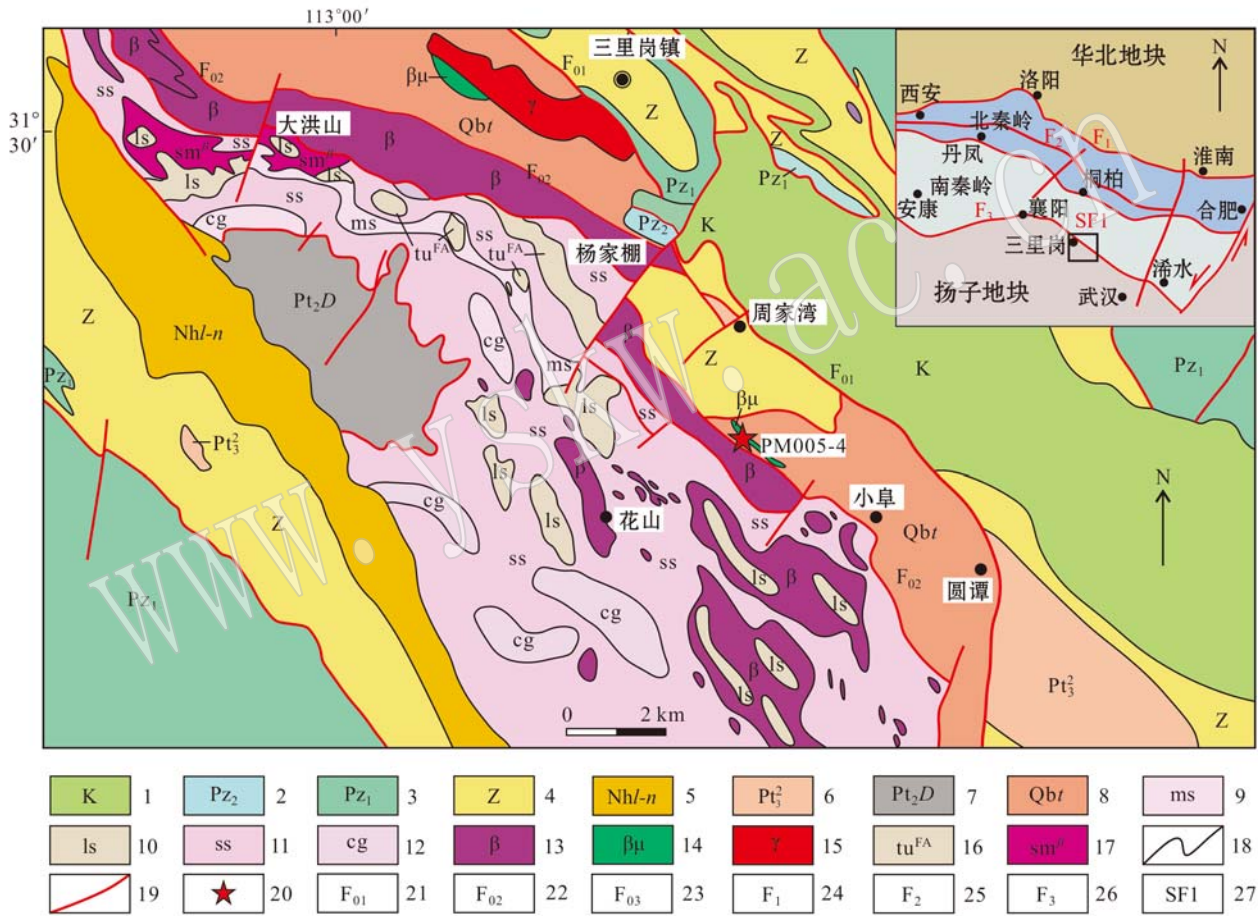 113°00′
31°
30′
β
ss
F₀₂
β
βμ
γ
F₀₁
三里岗镇
Z
Z
大洪山
ls
ss
smᵝ
ls
ls
smᵝ
ls
β
Qbt
β
F₀₂
Pz₁
Z
Pz₁
Pz₂
K
ss
cg
ms
ss
tuᶠᴬ
tuᶠᴬ
杨家棚
ss
Z
Nhl-n
Pt₂D
cg
ms
β
周家湾
Z
F₀₁
K
Pz₁
Pz₁
ls
ls
ss
ss
βμ
PM005-4
Pt₃²
Z
β
β
cg
ls
ls
花山
ss
小阜
ss
ss
Qbt
F₀₂
圆谭
ls
β
ls
cg
cg
Pz₁
β
ls
ls
Pt₃²
Z
0 2 km
N
华北地块
N
西安
洛阳
北秦岭
F₂
F₁
淮南
丹凤
桐柏
南秦岭
安康
F₃
襄阳
SF1
合肥
三里岗
浠水
扬子地块
武汉
www.yskw.ac.cn
K 1 Pz₂ 2 Pz₁ 3 Z 4 Nhl-n 5 Pt₃² 6 Pt₂D 7 Qbt 8 ms 9
ls 10 ss 11 cg 12 β 13 βμ 14 γ 15 tuᶠᴬ 16 smᵝ 17 18
19 20 F₀₁ 21 F₀₂ 22 F₀₃ 23 F₁ 24 F₂ 25 F₃ 26 SF1 27